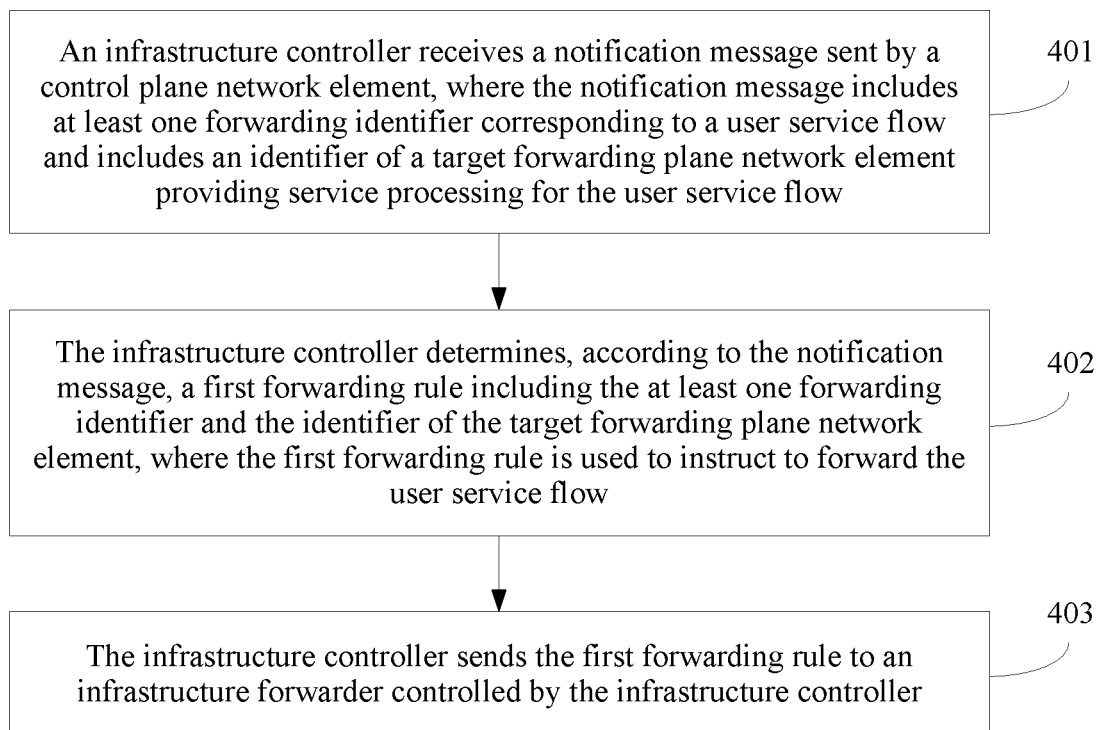 An infrastructure controller receives a notification message sent by a
control plane network element, where the notification message includes
at least one forwarding identifier corresponding to a user service flow
and includes an identifier of a target forwarding plane network element
providing service processing for the user service flow
401
The infrastructure controller determines, according to the notification
message, a first forwarding rule including the at least one forwarding
identifier and the identifier of the target forwarding plane network
element, where the first forwarding rule is used to instruct to forward the
user service flow
402
The infrastructure controller sends the first forwarding rule to an
infrastructure forwarder controlled by the infrastructure controller
403